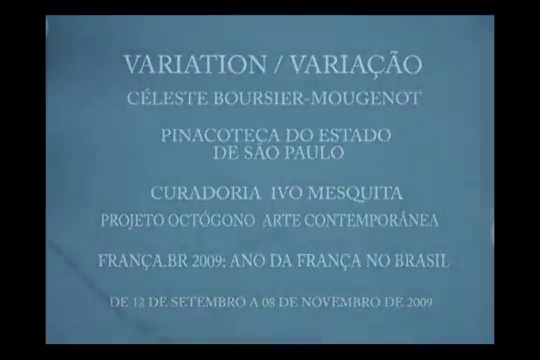 VARIATION / VARIAÇÃO
CÉLESTE BOURSIER-MOUGENOT
PINACOTECA DO ESTADO
DE SÃO PAULO
CURADORIA IVO MESQUITA
PROJETO OCTÓGONO ARTE CONTEMPORÂNEA
FRANÇA.BR 2009: ANO DA FRANÇA NO BRASIL
DE 12 DE SETEMBRO A 08 DE NOVEMBRO DE 2009